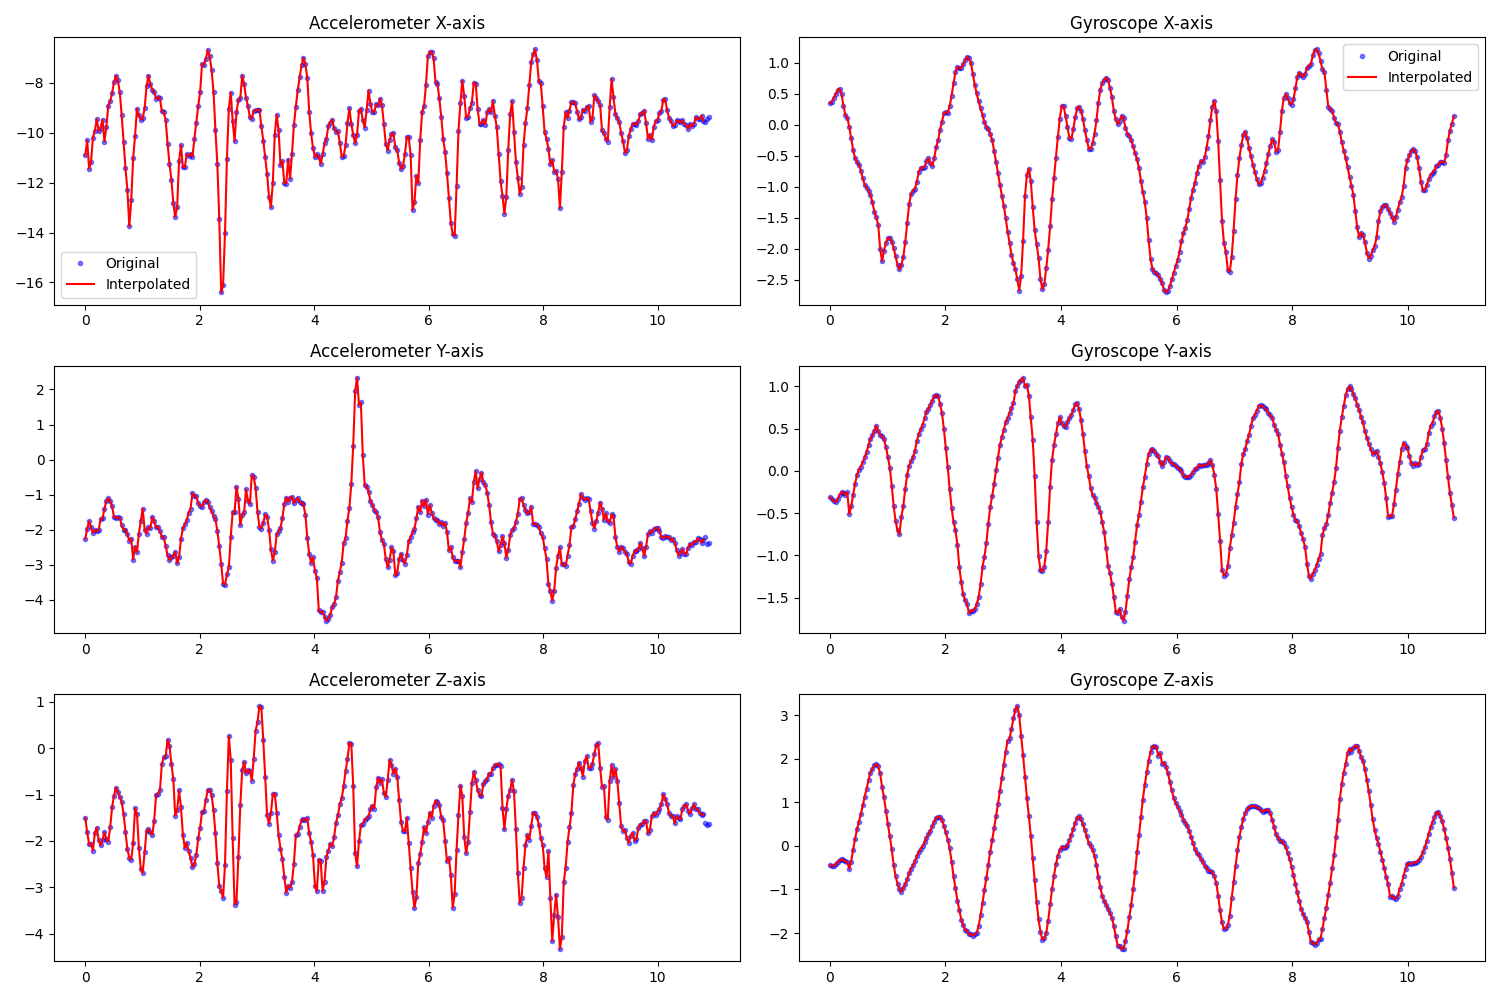 Accelerometer X-axis
−8
−10
−12
−14
−16
Original
Interpolated
0 2 4 6 8 10
Gyroscope X-axis
1.0
0.5
0.0
−0.5
−1.0
−1.5
−2.0
−2.5
Original
Interpolated
0 2 4 6 8 10
Accelerometer Y-axis
2
1
0
−1
−2
−3
−4
0 2 4 6 8 10
Gyroscope Y-axis
1.0
0.5
0.0
−0.5
−1.0
−1.5
0 2 4 6 8 10
Accelerometer Z-axis
1
0
−1
−2
−3
−4
0 2 4 6 8 10
Gyroscope Z-axis
3
2
1
0
−1
−2
0 2 4 6 8 10